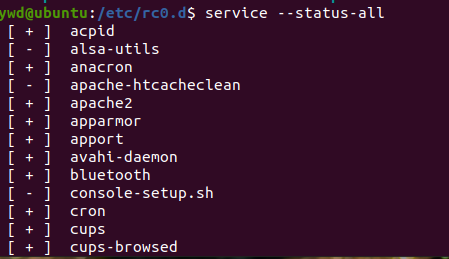 ywd@ubuntu:/etc/rc0.d$ service --status-all
[ + ]  acpid
[ - ]  alsa-utils
[ + ]  anacron
[ - ]  apache-htcacheclean
[ + ]  apache2
[ + ]  apparmor
[ + ]  apport
[ + ]  avahi-daemon
[ + ]  bluetooth
[ - ]  console-setup.sh
[ + ]  cron
[ + ]  cups
[ + ]  cups-browsed